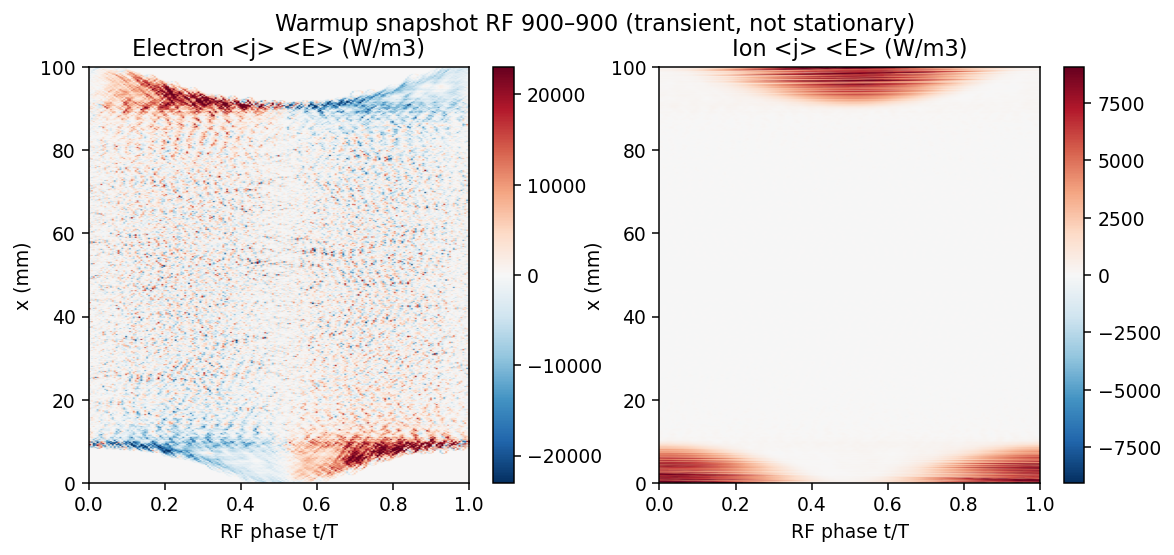 Warmup snapshot RF 900–900 (transient, not stationary)
Electron <j> <E> (W/m3)
Ion <j> <E> (W/m3)
x (mm)
100
80
60
40
20
0
0.0 0.2 0.4 0.6 0.8 1.0
RF phase t/T
20000
10000
0
−10000
−20000
x (mm)
100
80
60
40
20
0
0.0 0.2 0.4 0.6 0.8 1.0
RF phase t/T
7500
5000
2500
0
−2500
−5000
−7500